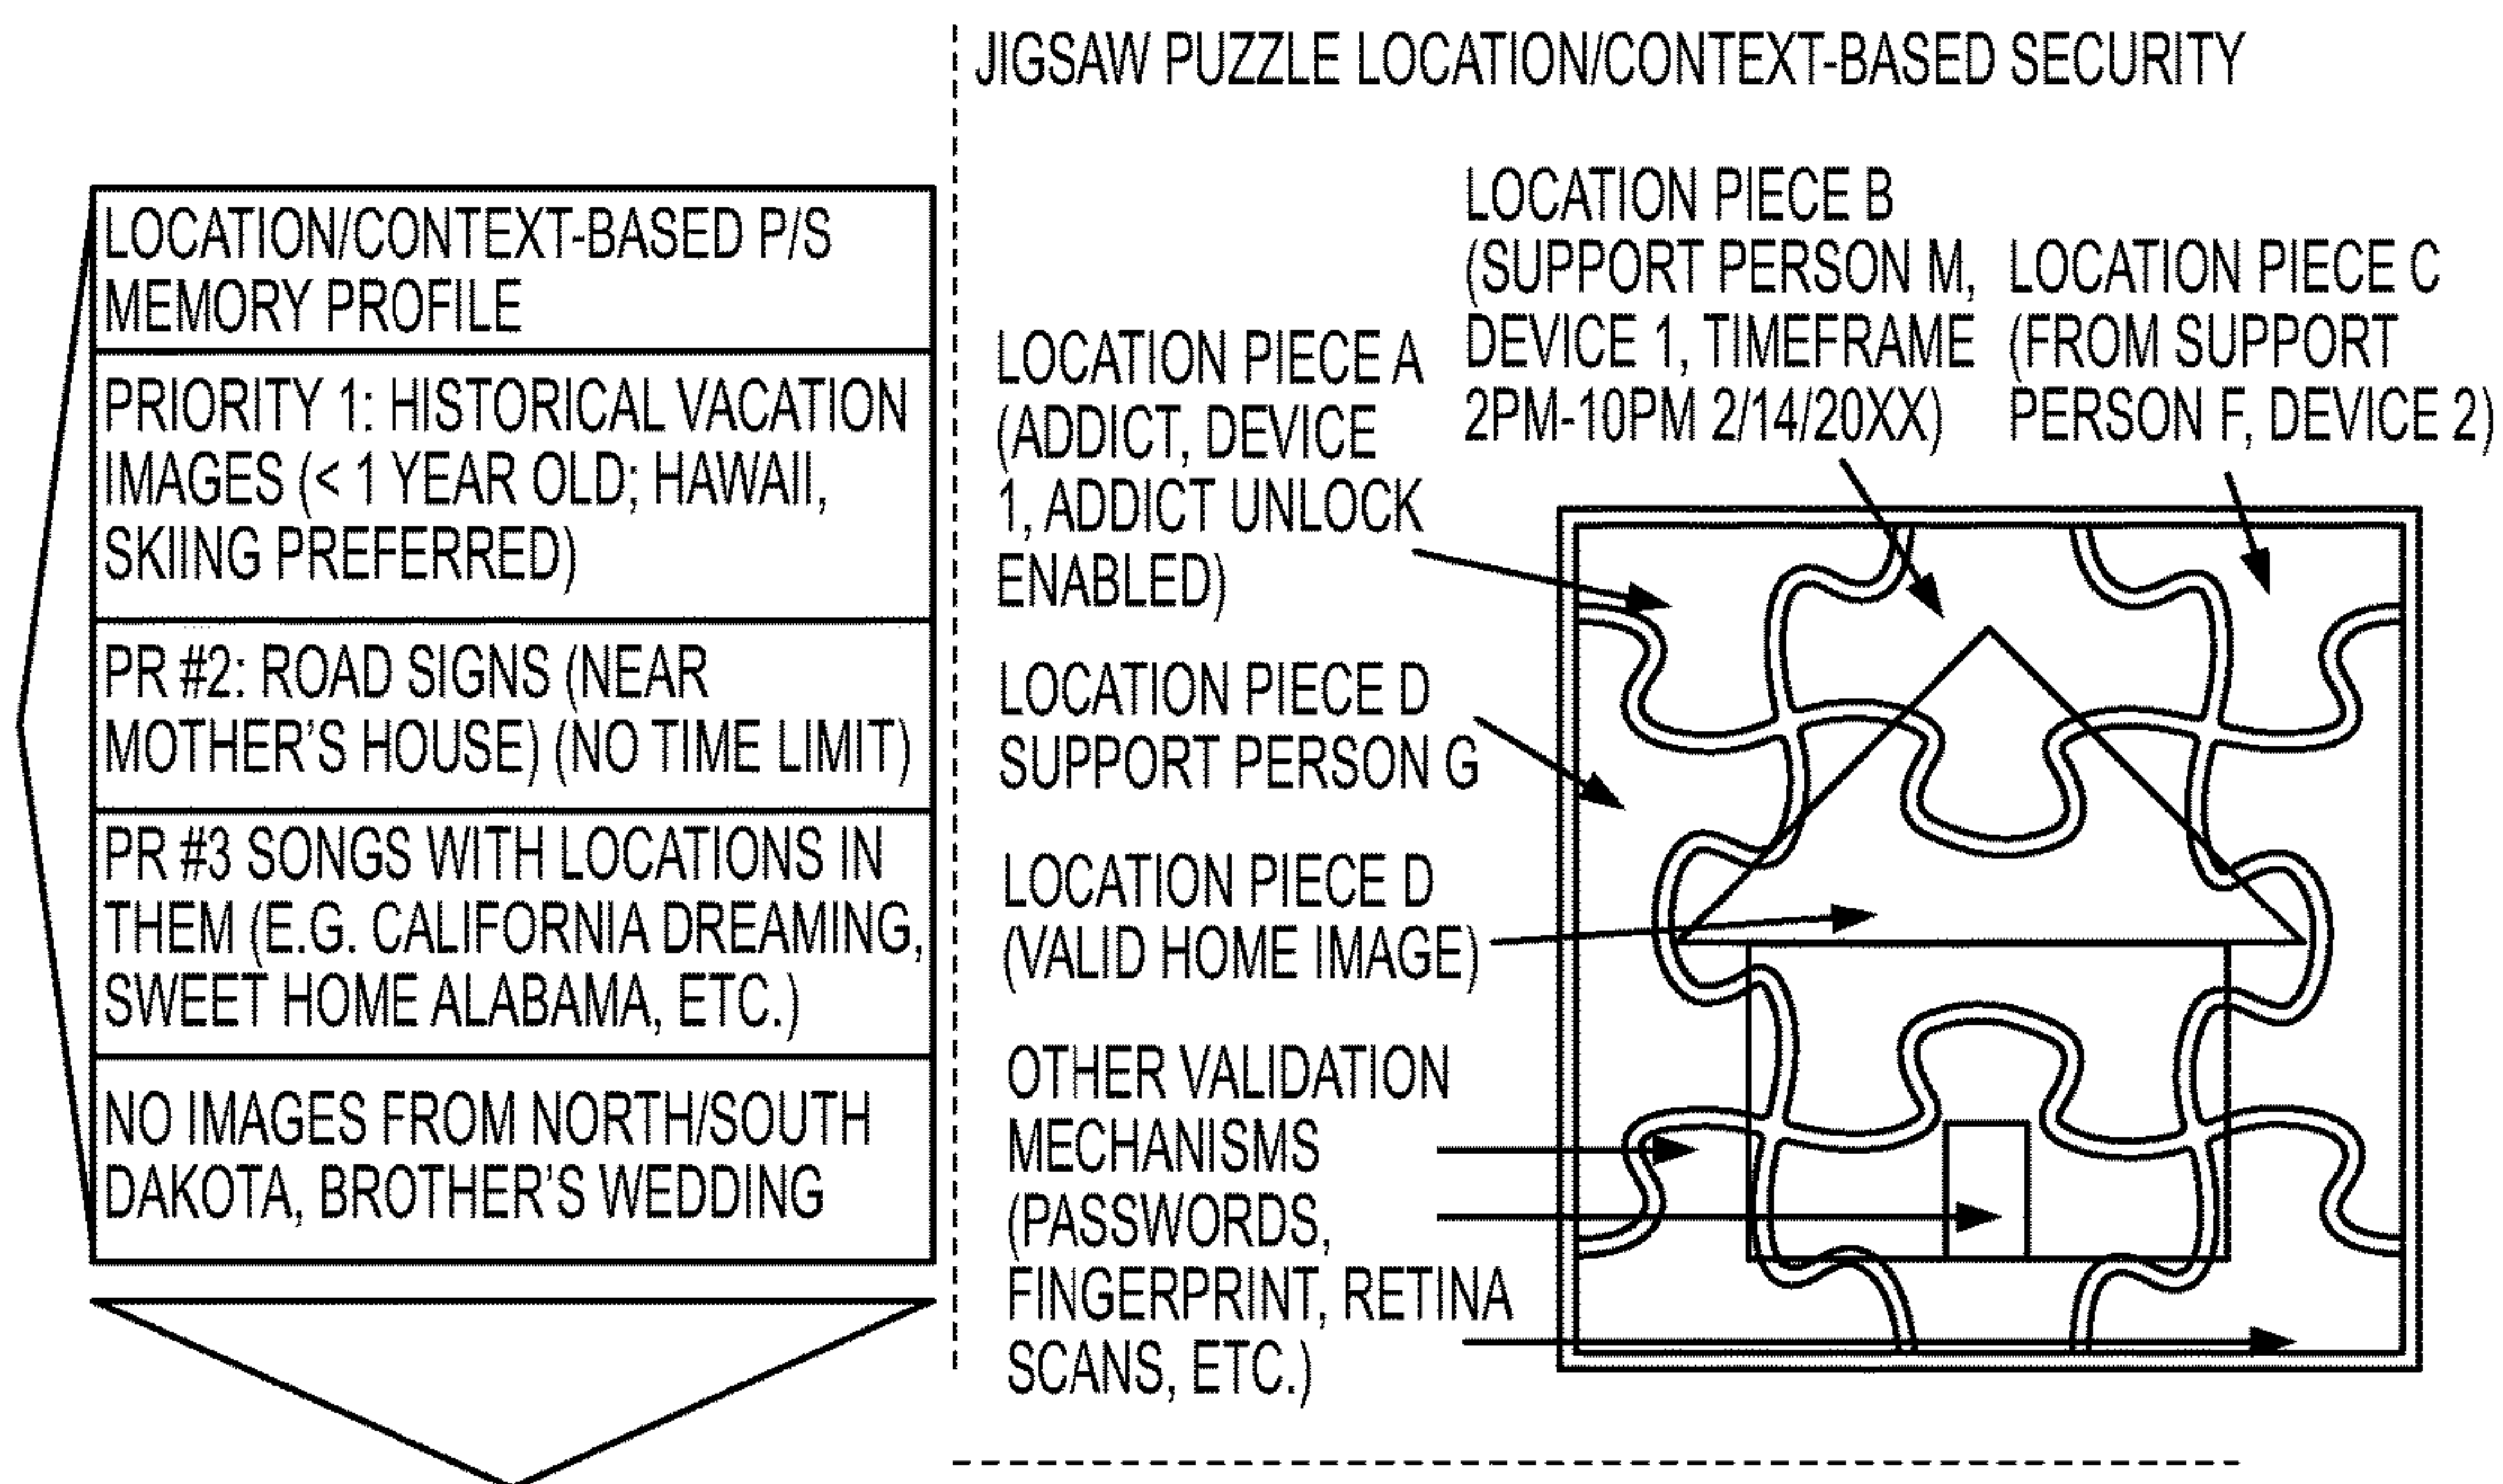 JIGSAW PUZZLE LOCATION/CONTEXT-BASED SECURITY
LOCATION/CONTEXT-BASED P/S
MEMORY PROFILE
PRIORITY 1: HISTORICAL VACATION
IMAGES (< 1 YEAR OLD; HAWAII,
SKIING PREFERRED)
PR #2: ROAD SIGNS (NEAR
MOTHER'S HOUSE) (NO TIME LIMIT)
PR #3 SONGS WITH LOCATIONS IN
THEM (E.G. CALIFORNIA DREAMING,
SWEET HOME ALABAMA, ETC.)
NO IMAGES FROM NORTH/SOUTH
DAKOTA, BROTHER'S WEDDING
LOCATION PIECE A
(ADDICT, DEVICE
1, ADDICT UNLOCK
ENABLED)
LOCATION PIECE B
(SUPPORT PERSON M,
DEVICE 1, TIMEFRAME
2PM-10PM 2/14/20XX)
LOCATION PIECE C
(FROM SUPPORT
PERSON F, DEVICE 2)
LOCATION PIECE D
SUPPORT PERSON G
LOCATION PIECE D
(VALID HOME IMAGE)
OTHER VALIDATION
MECHANISMS
(PASSWORDS,
FINGERPRINT, RETINA
SCANS, ETC.)